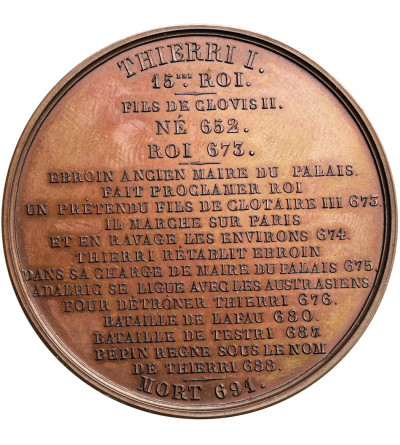 THIERRI I.
15ME ROI.
FILS DE CLOVIS II.
NÉ 652.
ROI 673.
EBROIN ANCIEN MAIRE DU PALAIS.
FAIT PROCLAMER ROI
UN PRÉTENDU FILS DE CLOTAIRE III 673.
IL MARCHE SUR PARIS
ET EN RAVAGE LES ENVIRONS 674.
THIERRI RÉTABLIT EBROIN
DANS SA CHARGE DE MAIRE DU PALAIS 675.
ADALRIG SE LIGUE AVEC LES AUSTRASIENS
POUR DÉTRÔNER THIERRI 676.
BATAILLE DE LAFAU 680.
BATAILLE DE TESTRI 687.
PEPIN REGNE SOUS LE NOM
DE THIERRI 688.
MORT 691.